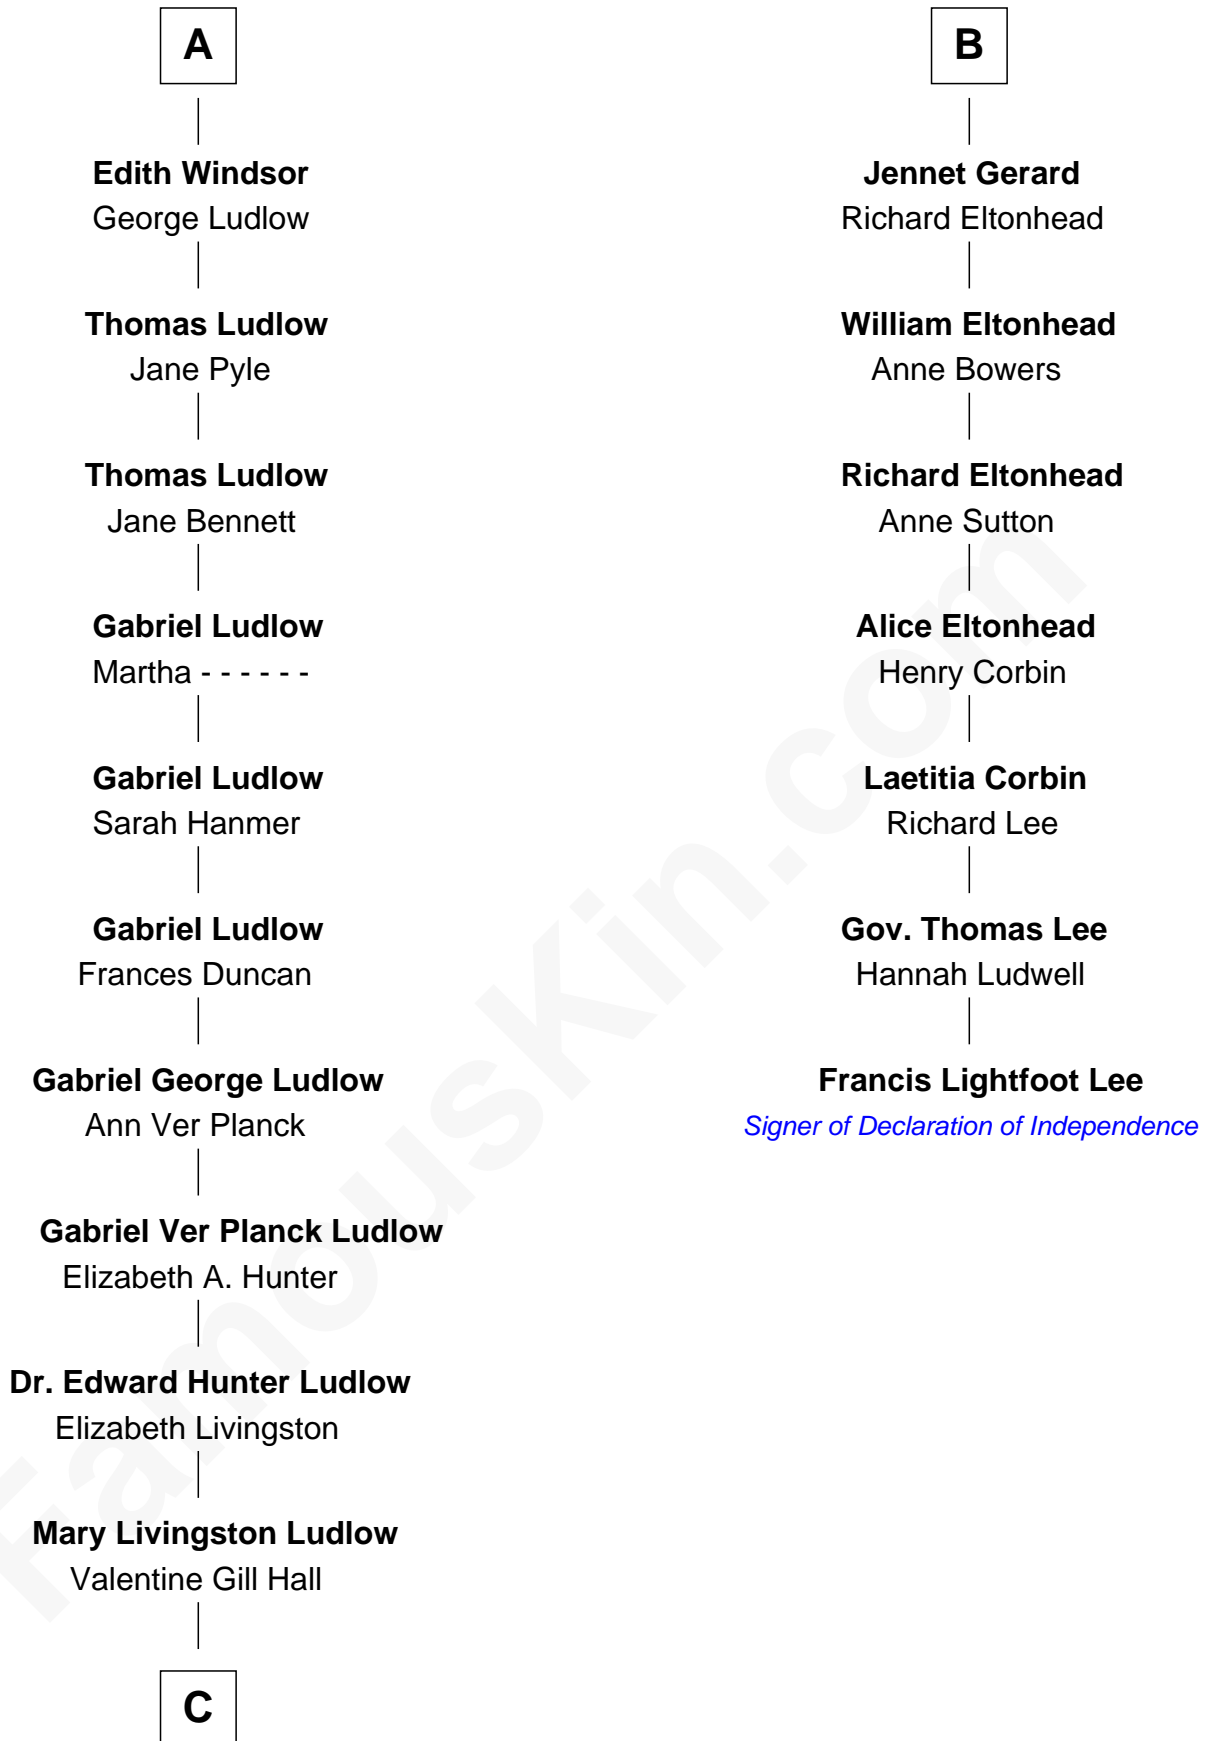 A
Edith Windsor
George Ludlow
Thomas Ludlow
Jane Pyle
Thomas Ludlow
Jane Bennett
Gabriel Ludlow
Martha - - - - - -
Gabriel Ludlow
Sarah Hanmer
Gabriel Ludlow
Frances Duncan
Gabriel George Ludlow
Ann Ver Planck
Gabriel Ver Planck Ludlow
Elizabeth A. Hunter
Dr. Edward Hunter Ludlow
Elizabeth Livingston
Mary Livingston Ludlow
Valentine Gill Hall
C
B
Jennet Gerard
Richard Eltonhead
William Eltonhead
Anne Bowers
Richard Eltonhead
Anne Sutton
Alice Eltonhead
Henry Corbin
Laetitia Corbin
Richard Lee
Gov. Thomas Lee
Hannah Ludwell
Francis Lightfoot Lee
Signer of Declaration of Independence
FamousKin.com